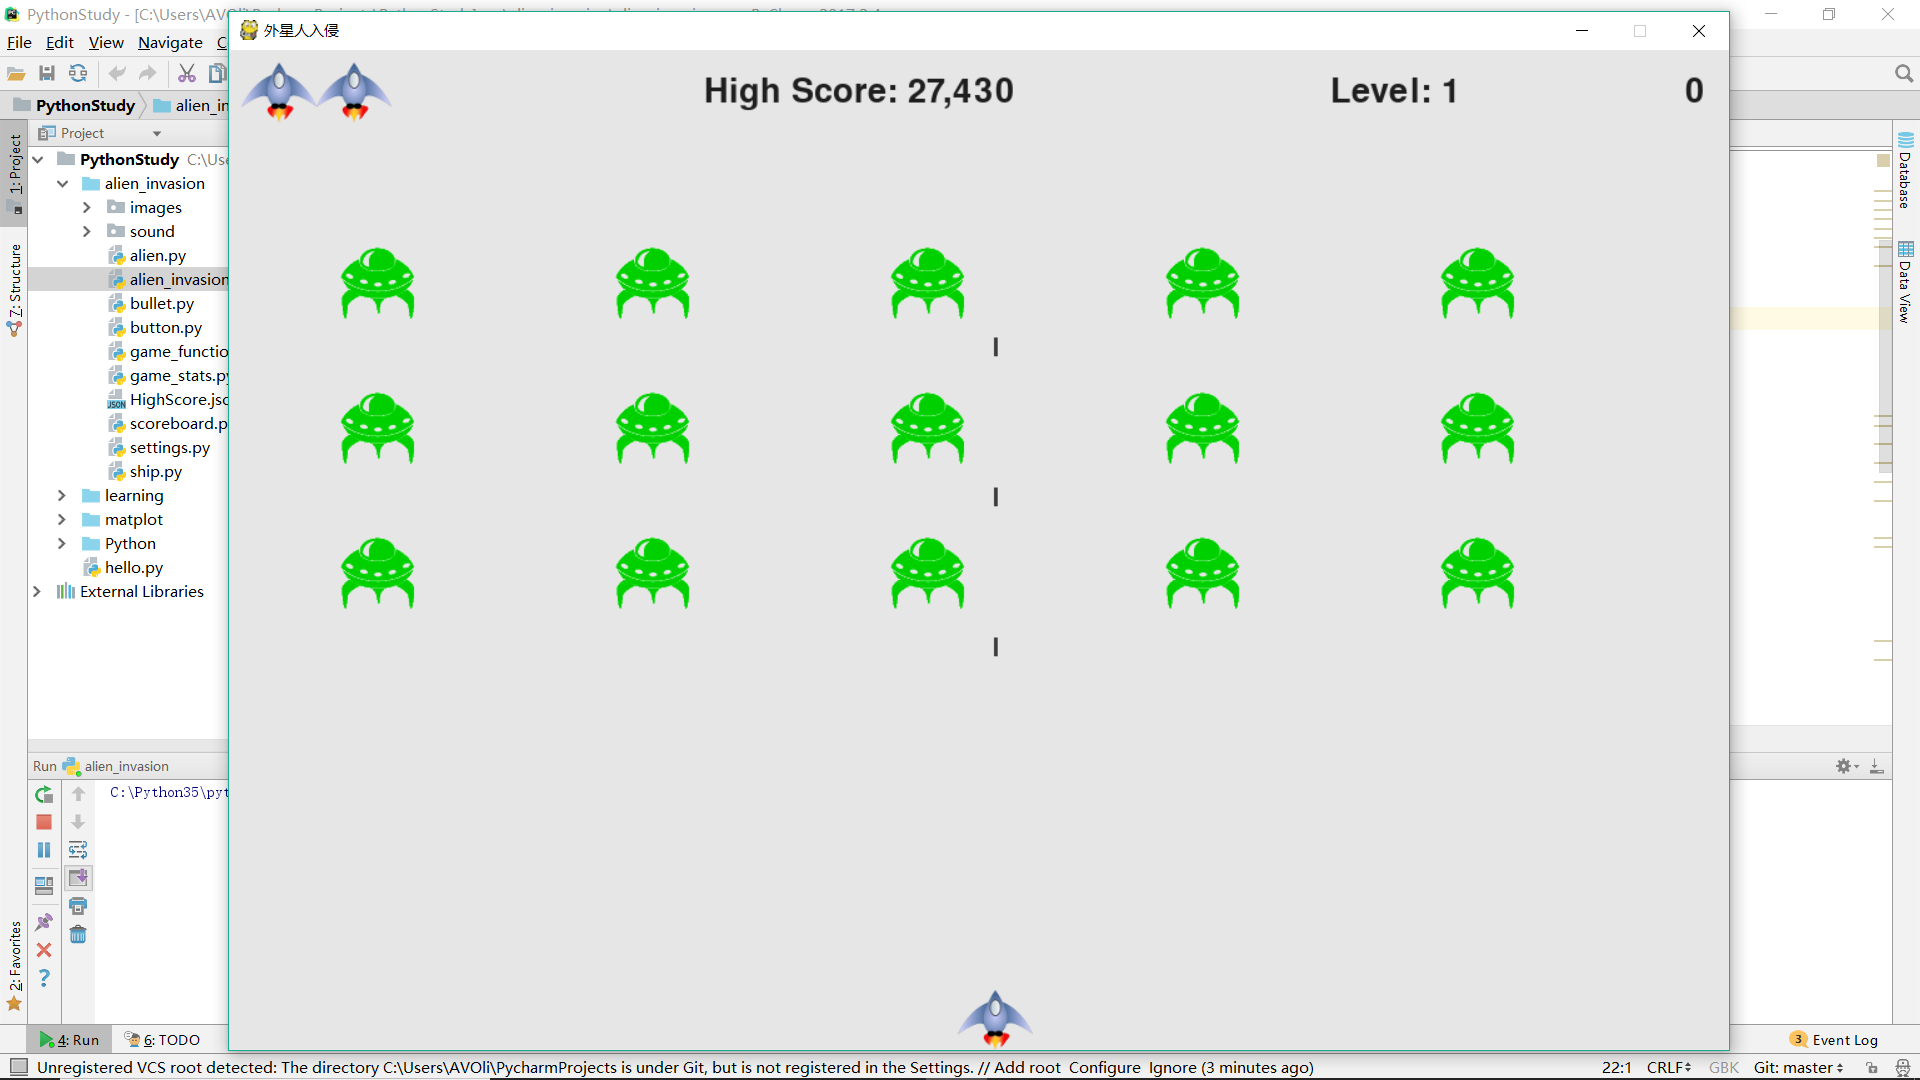 PythonStudy - [C:\Users\AVOli\
外星人入侵
File Edit View Navigate C
PythonStudy alien_in
High Score: 27,430
Level: 1
0
Project
1: Project
7: Structure
2: Favorites
PythonStudy C:\Use
alien_invasion
images
sound
alien.py
alien_invasion
bullet.py
button.py
game_functio
game_stats.py
HighScore.jsc
scoreboard.p
settings.py
ship.py
learning
matplot
Python
hello.py
External Libraries
Database
Data View
Run alien_invasion
C:\Python35\pyt
4: Run 6: TODO
3 Event Log
Unregistered VCS root detected: The directory C:\Users\AVOli\PycharmProjects is under Git, but is not registered in the Settings. // Add root Configure Ignore (3 minutes ago)
22:1 CRLF GBK Git: master